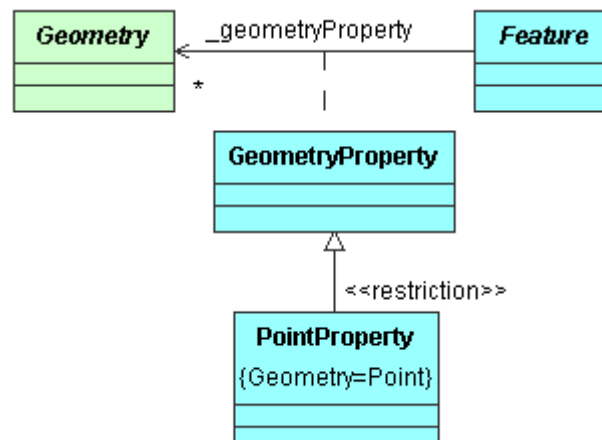 Geometry
_geometryProperty
Feature
*
GeometryProperty
<<restriction>>
PointProperty
{Geometry=Point}